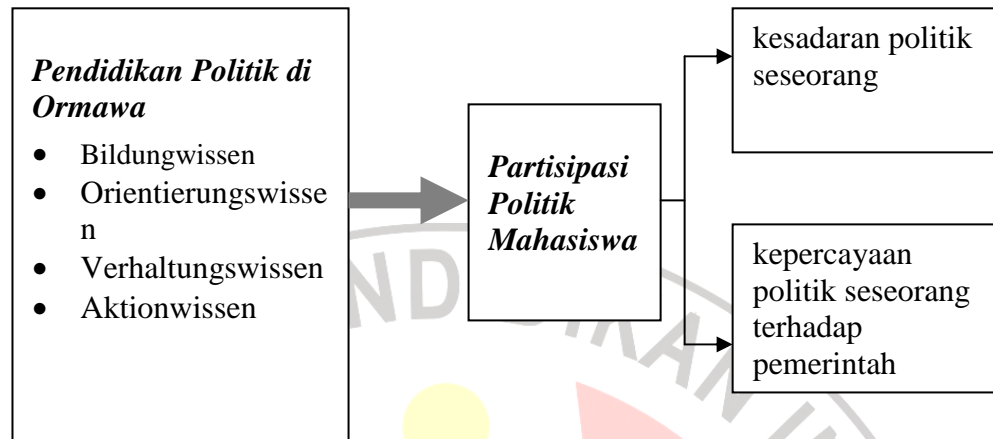 Pendidikan Politik di
Ormawa
• Bildungwissen
• Orientierungswisse
n
• Verhaltungswissen
• Aktionwissen
Partisipasi
Politik
Mahasiswa
kesadaran politik
seseorang
kepercayaan
politik seseorang
terhadap
pemerintah